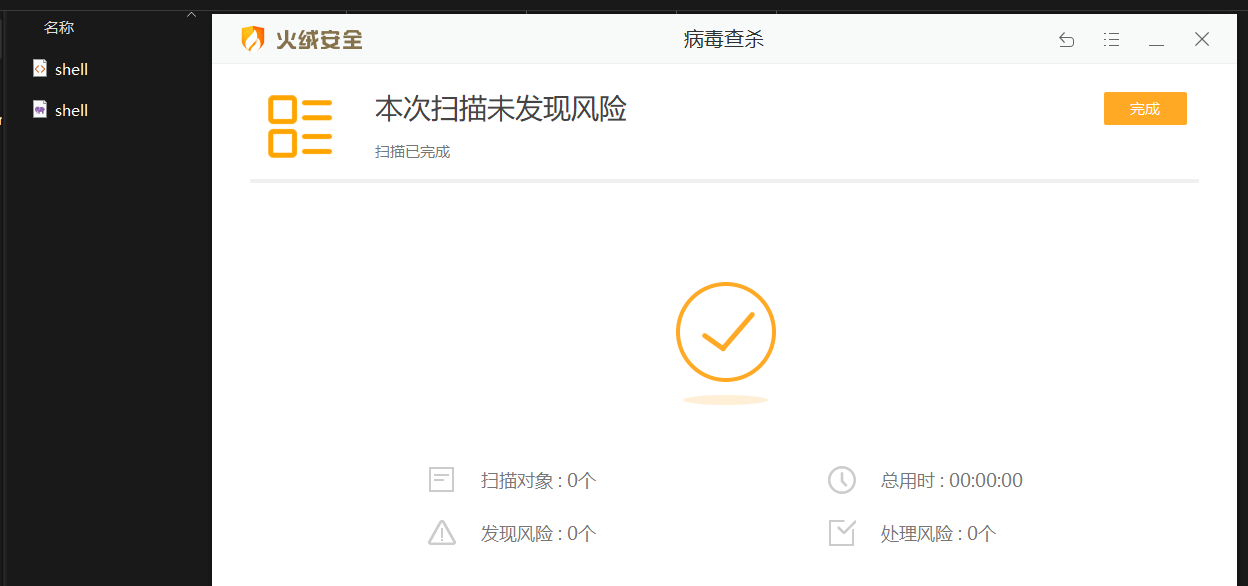 名称
shell
shell
火绒安全
病毒查杀
本次扫描未发现风险
完成
扫描已完成
扫描对象 : 0个
总用时 : 00:00:00
发现风险 : 0个
处理风险 : 0个